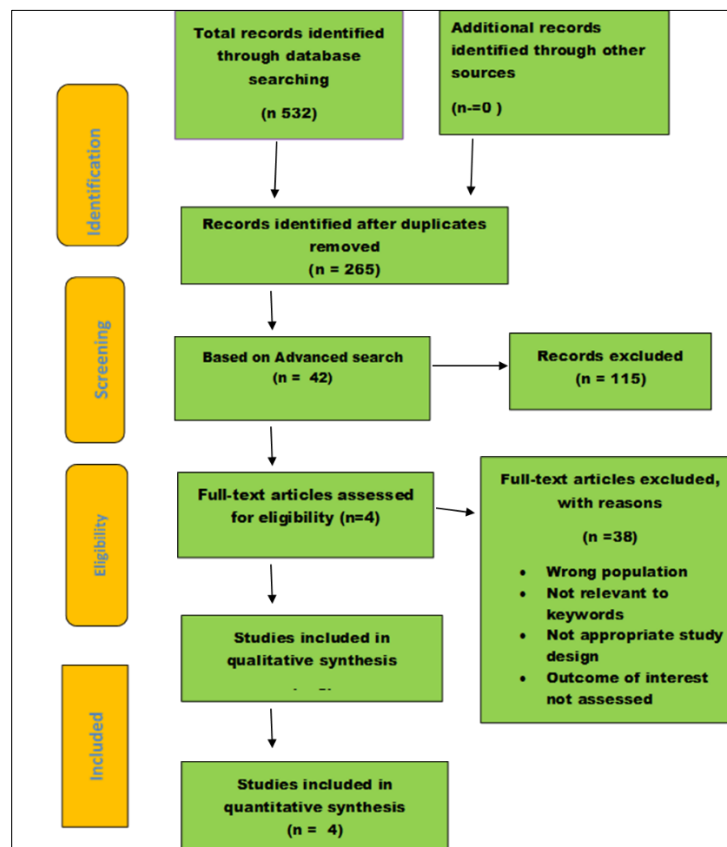 Total records identified
through database
searching
(n 532)
Additional records
identified through other
sources
(n-=0 )
Identification
Records identified after duplicates
removed
(n = 265)
Screening
Based on Advanced search
(n =  42)
Records excluded
(n = 115)
Eligibility
Full-text articles assessed
for eligibility (n=4)
Full-text articles excluded,
with reasons
(n =38)
• Wrong population
• Not relevant to
keywords
• Not appropriate study
design
• Outcome of interest
not assessed
Studies included in
qualitative synthesis
Included
Studies included in
quantitative synthesis
(n =  4)